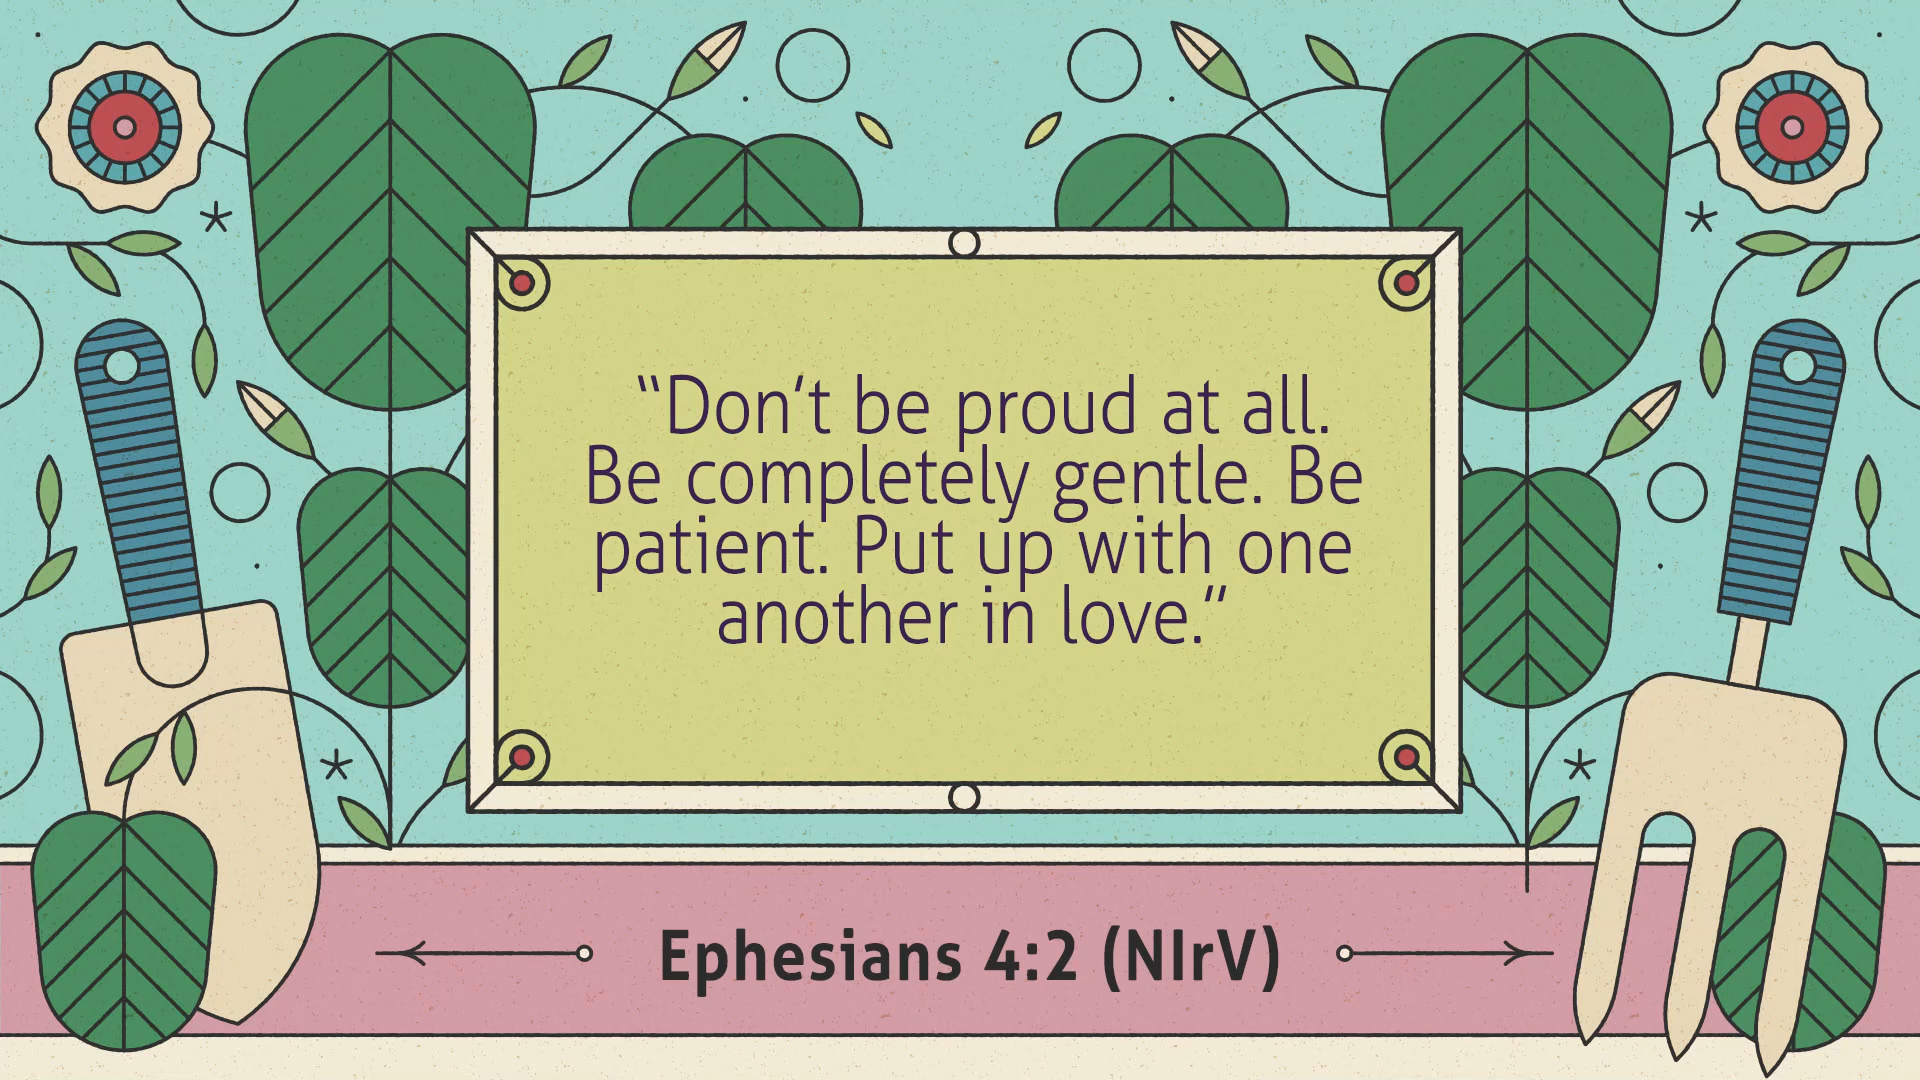 “Don’t be proud at all.
Be completely gentle. Be
patient. Put up with one
another in love.”
Ephesians 4:2 (NIrV)